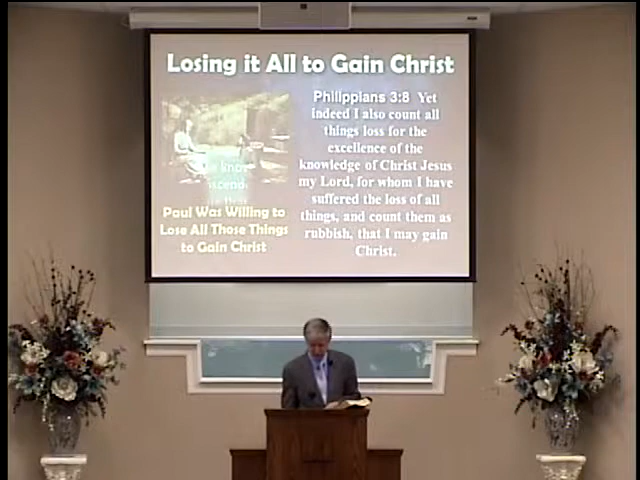 Losing it All to Gain Christ
Philippians 3:8 Yet
indeed I also count all
things loss for the
excellence of the
knowledge of Christ Jesus
my Lord, for whom I have
suffered the loss of all
things, and count them as
rubbish, that I may gain
Christ.
Paul Was Willing to
Lose All Those Things
to Gain Christ